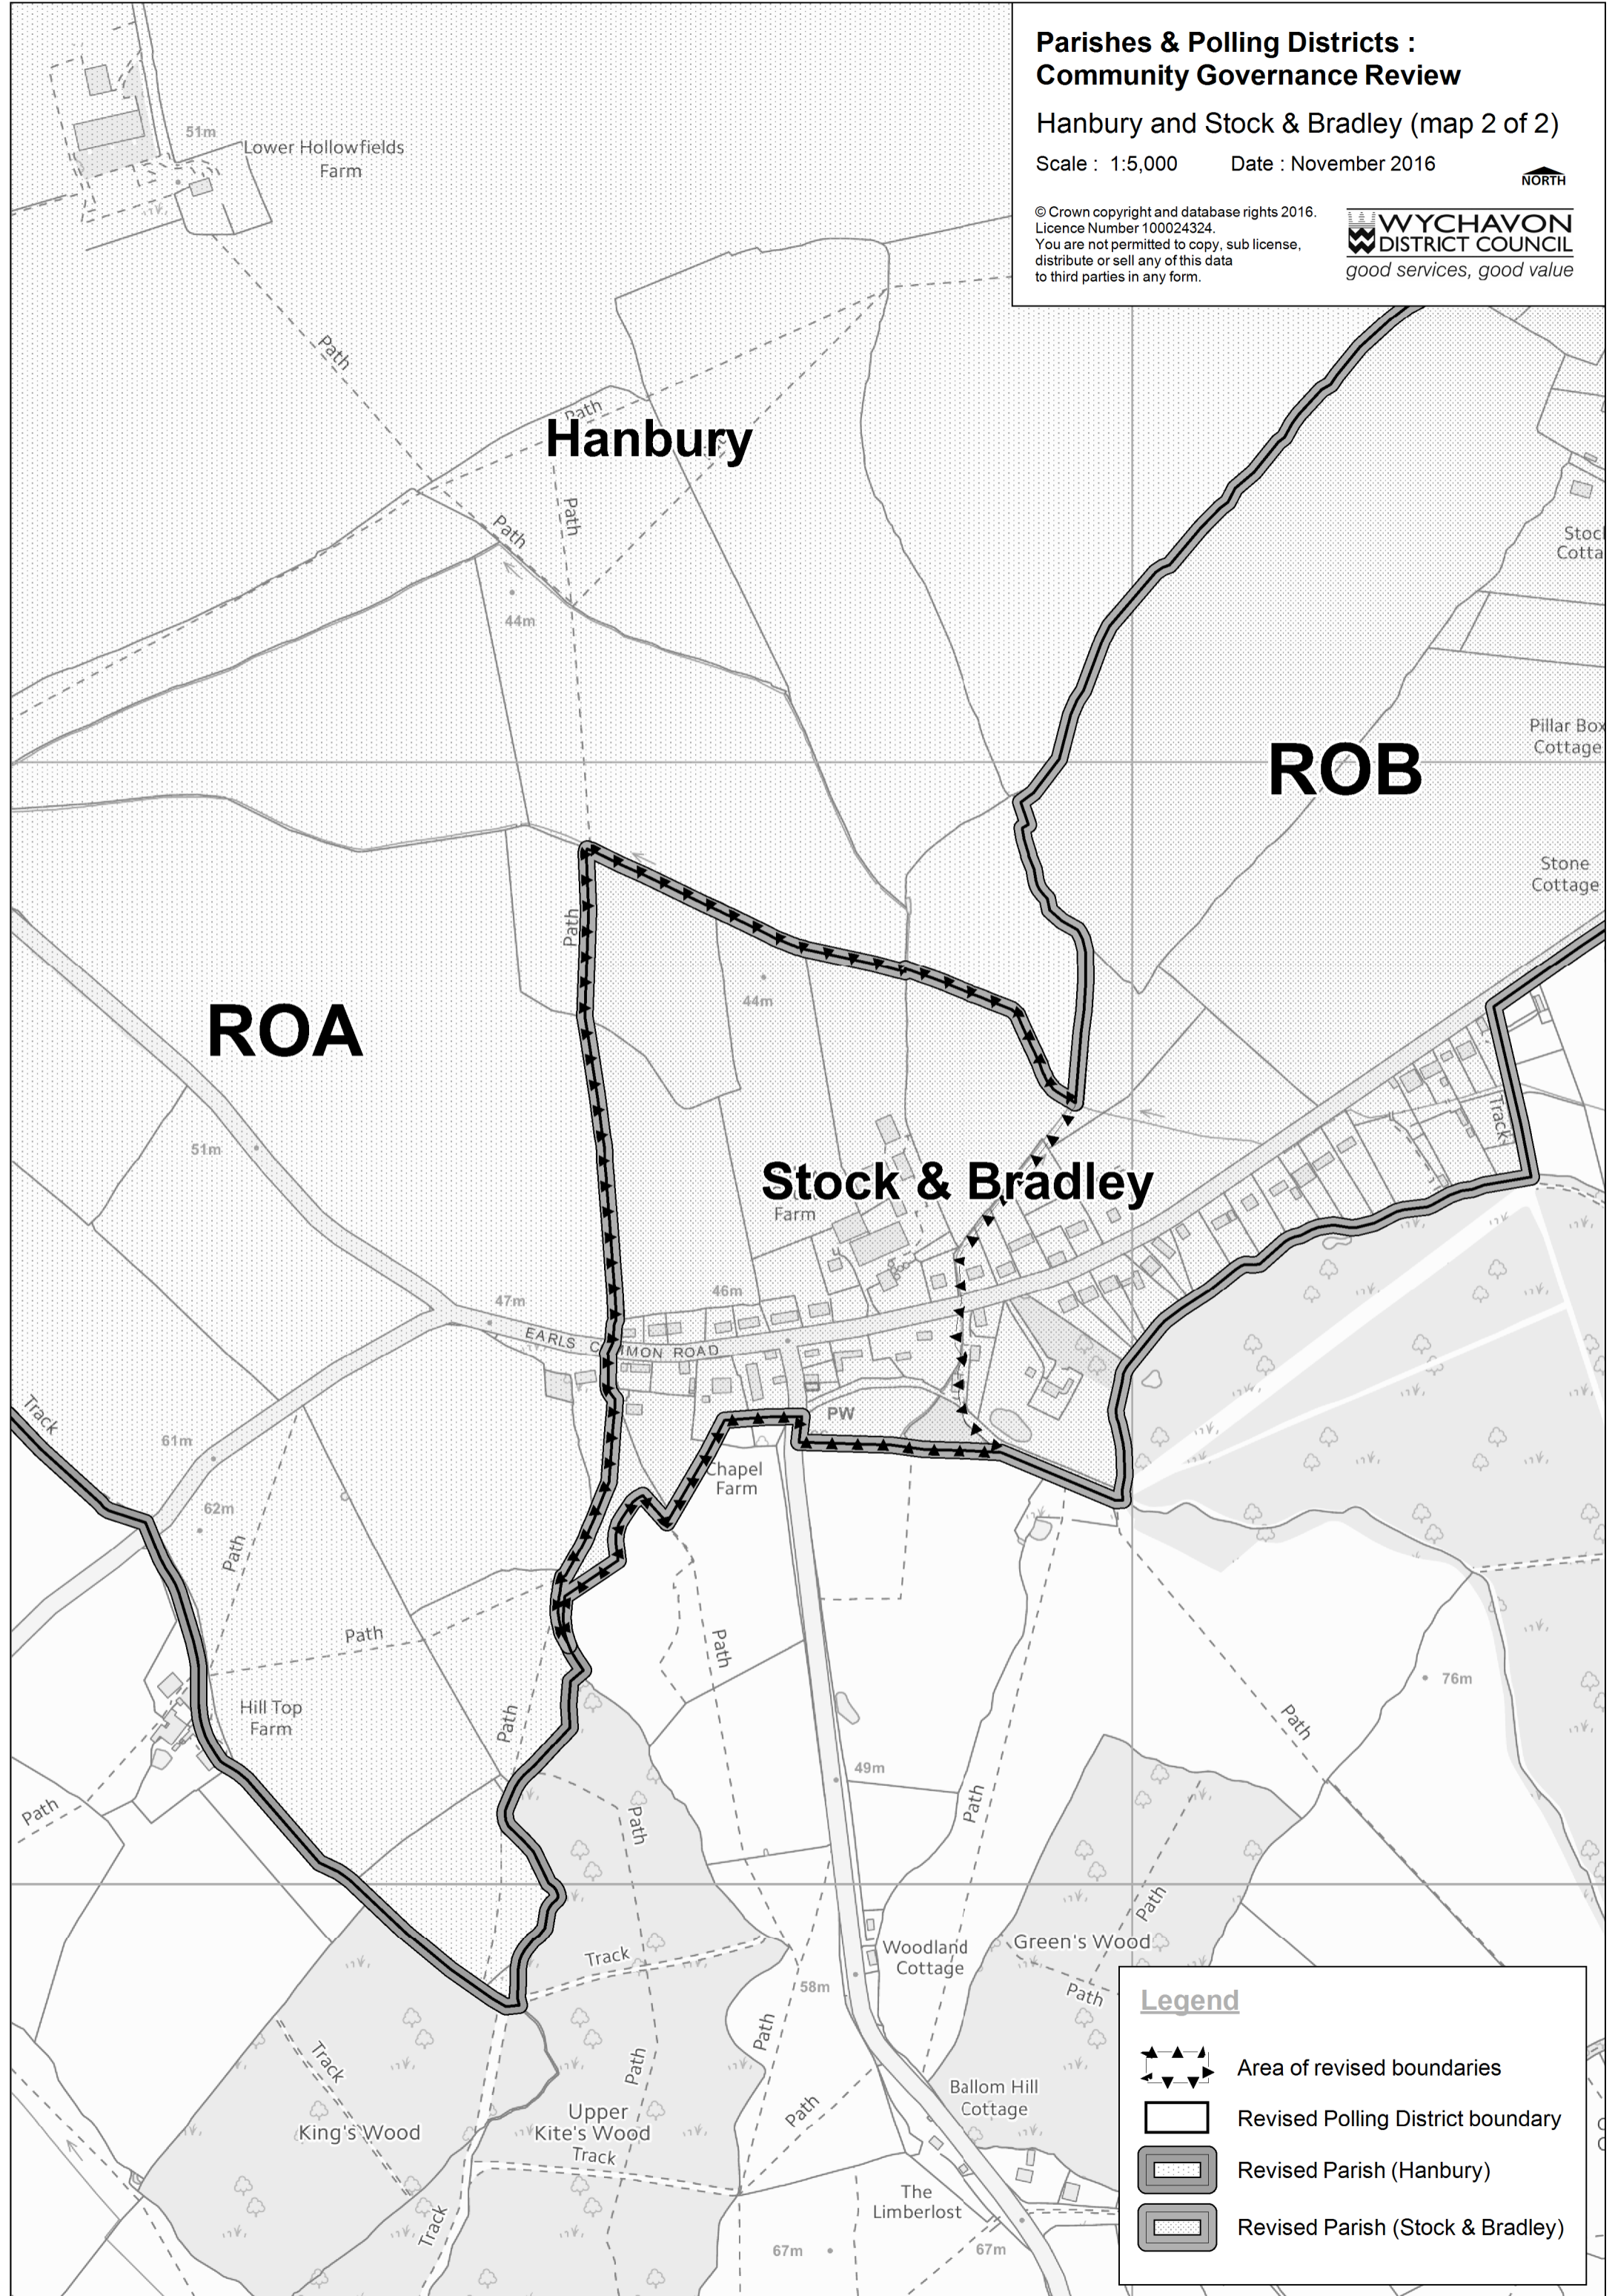 Parishes & Polling Districts :
Community Governance Review
Hanbury and Stock & Bradley (map 2 of 2)
Scale : 1:5,000 Date : November 2016
NORTH
© Crown copyright and database rights 2016.
Licence Number 100024324.
You are not permitted to copy, sub license,
distribute or sell any of this data
to third parties in any form.
WYCHAVON
DISTRICT COUNCIL
good services, good value
51m
Lower Hollowfields
Farm
Path
Path
Hanbury
Path
Path
44m
Stoc
Cotta
Pillar Box
Cottage
ROB
Stone
Cottage
Path
44m
ROA
Track
51m
Stock & Bradley
Farm
46m
47m
EARLS C MMON ROAD
Track
PW
61m
Chapel
Farm
62m
Path
Path
Path
76m
Hill Top
Farm
Path
Path
49m
Path
Path
Path
Path
Woodland
Cottage
Green's Wood
Track
58m
Path
Path
Track
Path
Ballom Hill
Cottage
Path
Upper
Kite's Wood
King's Wood
Track
The
Limberlost
Track
67m
67m
Legend
Area of revised boundaries
Revised Polling District boundary
Revised Parish (Hanbury)
Revised Parish (Stock & Bradley)